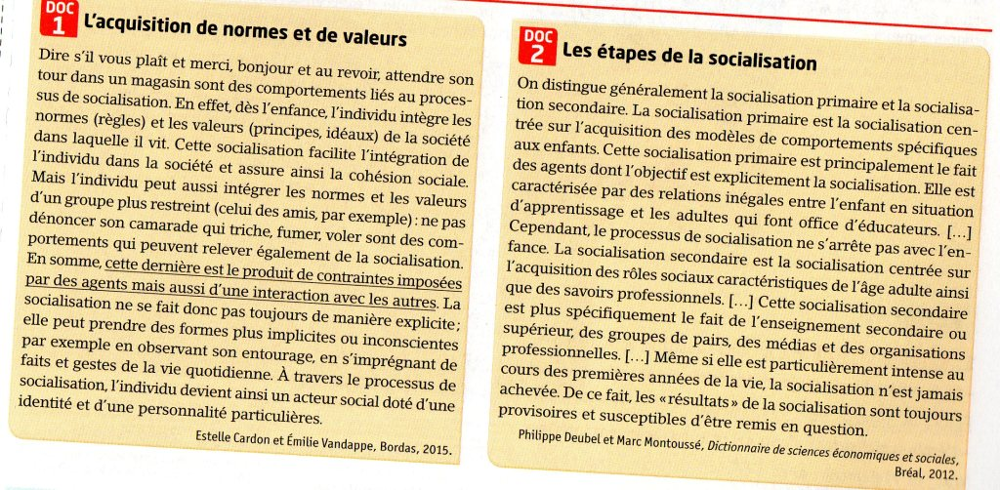 DOC
1
L'acquisition de normes et de valeurs
Dire s'il vous plaît et merci, bonjour et au revoir, attendre son
tour dans un magasin sont des comportements liés au proces-
sus de socialisation. En effet, dès l'enfance, l'individu intègre les
normes (règles) et les valeurs (principes, idéaux) de la société
dans laquelle il vit. Cette socialisation facilite l'intégration de
l'individu dans la société et assure ainsi la cohésion sociale.
Mais l'individu peut aussi intégrer les normes et les valeurs
d'un groupe plus restreint (celui des amis, par exemple) : ne pas
dénoncer son camarade qui triche, fumer, voler sont des com-
portements qui peuvent relever également de la socialisation.
En somme, cette dernière est le produit de contraintes imposées
par des agents mais aussi d'une interaction avec les autres. La
socialisation ne se fait donc pas toujours de manière explicite ;
elle peut prendre des formes plus implicites ou inconscientes
par exemple en observant son entourage, en s'imprégnant de
faits et gestes de la vie quotidienne. À travers le processus de
socialisation, l'individu devient ainsi un acteur social doté d'une
identité et d'une personnalité particulières.
Estelle Cardon et Émilie Vandappe, Bordas, 2015.
DOC
2
Les étapes de la socialisation
On distingue généralement la socialisation primaire et la socialisa-
tion secondaire. La socialisation primaire est la socialisation cen-
trée sur l'acquisition des modèles de comportements spécifiques
aux enfants. Cette socialisation primaire est principalement le fait
des agents dont l'objectif est explicitement la socialisation. Elle est
caractérisée par des relations inégales entre l'enfant en situation
d'apprentissage et les adultes qui font office d'éducateurs. […]
Cependant, le processus de socialisation ne s'arrête pas avec l'en-
fance. La socialisation secondaire est la socialisation centrée sur
l'acquisition des rôles sociaux caractéristiques de l'âge adulte ainsi
que des savoirs professionnels. […] Cette socialisation secondaire
est plus spécifiquement le fait de l'enseignement secondaire ou
supérieur, des groupes de pairs, des médias et des organisations
professionnelles. […] Même si elle est particulièrement intense au
cours des premières années de la vie, la socialisation n'est jamais
achevée. De ce fait, les «résultats» de la socialisation sont toujours
provisoires et susceptibles d'être remis en question.
Philippe Deubel et Marc Montoussé, Dictionnaire de sciences économiques et sociales,
Bréal, 2012.